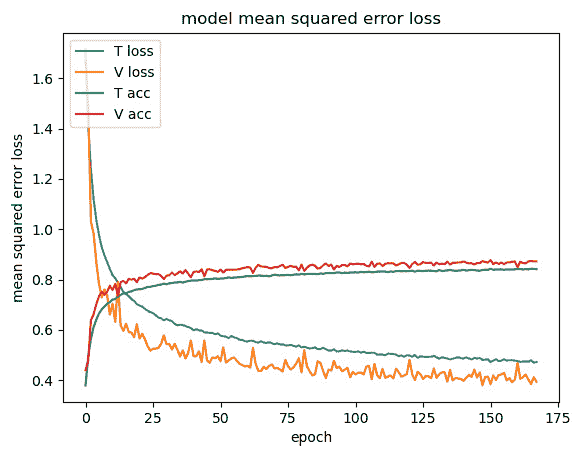 model mean squared error loss
T loss
V loss
T acc
V acc
mean squared error loss
1.6
1.4
1.2
1.0
0.8
0.6
0.4
0
25
50
75
100
125
150
175
epoch